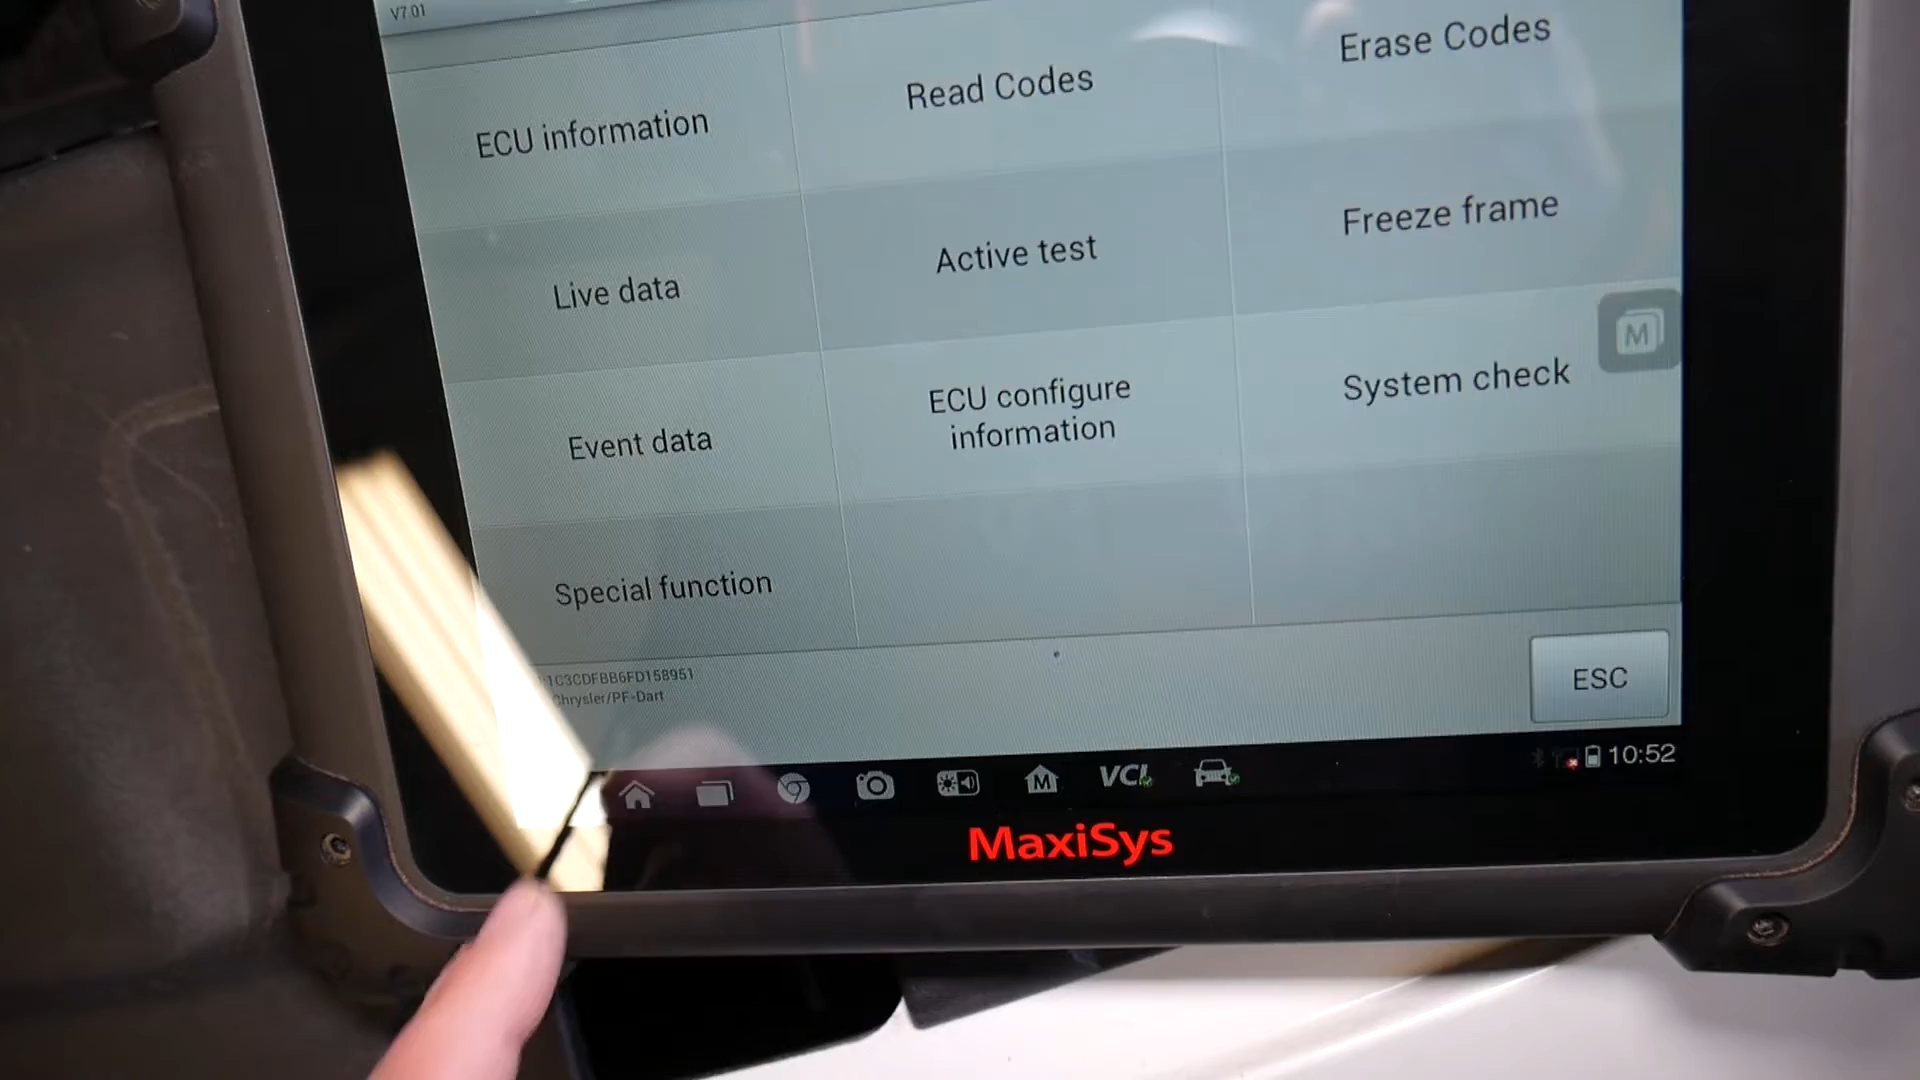 V7.01
ECU information
Read Codes
Erase Codes
Live data
Active test
Freeze frame
Event data
ECU configure
information
System check
M
Special function
1C3CDFBB6FD158951
Chrysler/PF-Dart
ESC
M
VCI
10:52
MaxiSys